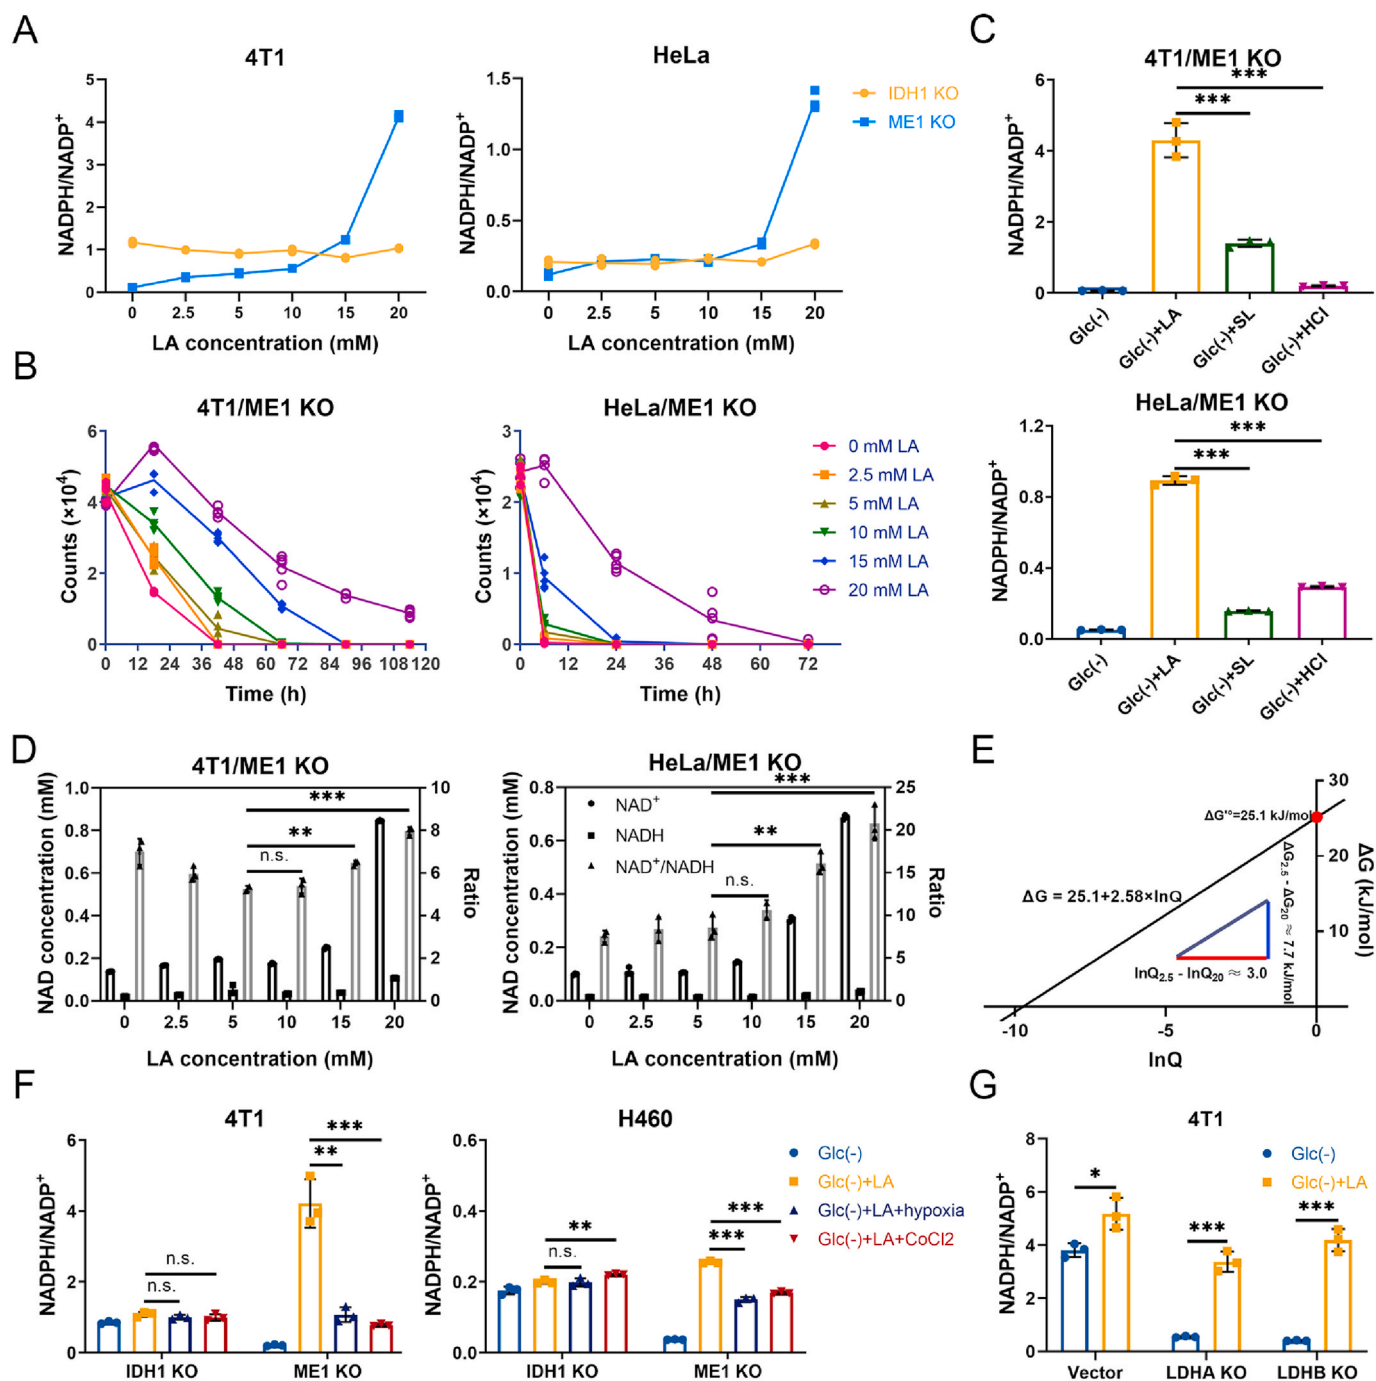 A
4T1
NADPH/NADP+
5
4
3
2
1
0
0 2.5 5 10 15 20
LA concentration (mM)
HeLa
NADPH/NADP+
1.5
1.0
0.5
0.0
0 2.5 5 10 15 20
LA concentration (mM)
IDH1 KO
ME1 KO
C
4T1/ME1 KO
***
***
NADPH/NADP+
6
4
2
0
Glc(-)
Glc(-)+LA
Glc(-)+SL
Glc(-)+HCl
HeLa/ME1 KO
***
***
NADPH/NADP+
1.2
0.8
0.4
0.0
Glc(-)
Glc(-)+LA
Glc(-)+SL
Glc(-)+HCl
B
4T1/ME1 KO
Counts (×10⁴)
6
4
2
0
0 12 24 36 48 60 72 84 96 108 120
Time (h)
HeLa/ME1 KO
Counts (×10⁴)
3
2
1
0
0 12 24 36 48 60 72
Time (h)
0 mM LA
2.5 mM LA
5 mM LA
10 mM LA
15 mM LA
20 mM LA
D
4T1/ME1 KO
NAD concentration (mM)
1.0
0.8
0.6
0.4
0.2
0.0
***
**
n.s.
10
8
6
4
2
0
Ratio
0 2.5 5 10 15 20
LA concentration (mM)
HeLa/ME1 KO
NAD concentration (mM)
0.8
0.6
0.4
0.2
0.0
***
**
n.s.
NAD+
NADH
NAD+/NADH
25
20
15
10
5
0
Ratio
0 2.5 5 10 15 20
LA concentration (mM)
E
ΔG'°=25.1 kJ/mol
ΔG = 25.1+2.58×lnQ
lnQ2.5 - lnQ20 ≈ 3.0
ΔG2.5 - ΔG20 ≈ 7.7 kJ/mol
30
20
10
ΔG (kJ/mol)
-10 -5 0
lnQ
F
4T1
NADPH/NADP+
6
4
2
0
n.s.
n.s.
***
**
IDH1 KO ME1 KO
H460
NADPH/NADP+
0.6
0.4
0.2
0.0
**
n.s.
***
***
IDH1 KO ME1 KO
Glc(-)
Glc(-)+LA
Glc(-)+LA+hypoxia
Glc(-)+LA+CoCl2
G
4T1
NADPH/NADP+
8
6
4
2
0
*
***
***
Glc(-)
Glc(-)+LA
Vector LDHA KO LDHB KO